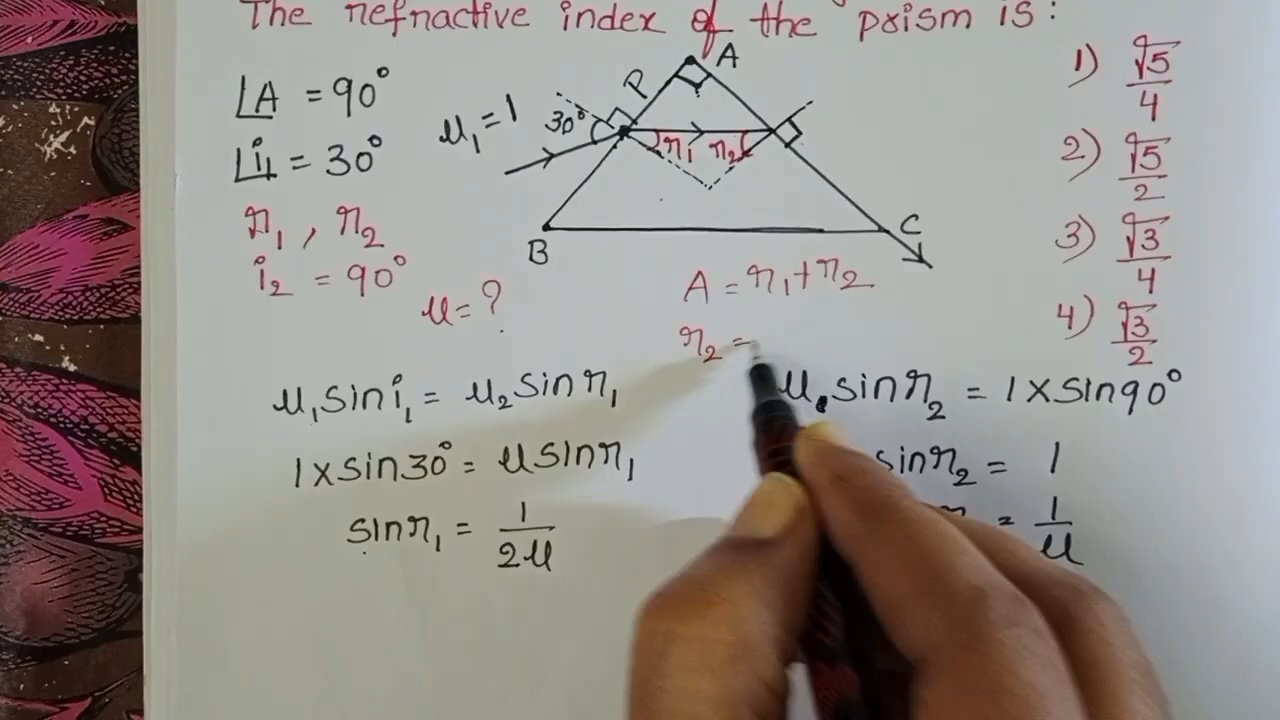 The refractive index of the prism is:
∠A = 90°
∠i₁ = 30°
r₁, r₂
i₂ = 90°
μ = ?
μ₁ = 1
30°
P
A
r₁ r₂
B
C
1) √5/4
2) √5/2
3) √3/4
4) √3/2
A = r₁ + r₂
r₂ =
μ₁ sin i₁ = μ₂ sin r₁
1 × sin 30° = μ sin r₁
sin r₁ = 1/2μ
μ sin r₂ = 1 × sin 90°
sin r₂ = 1
= 1/μ